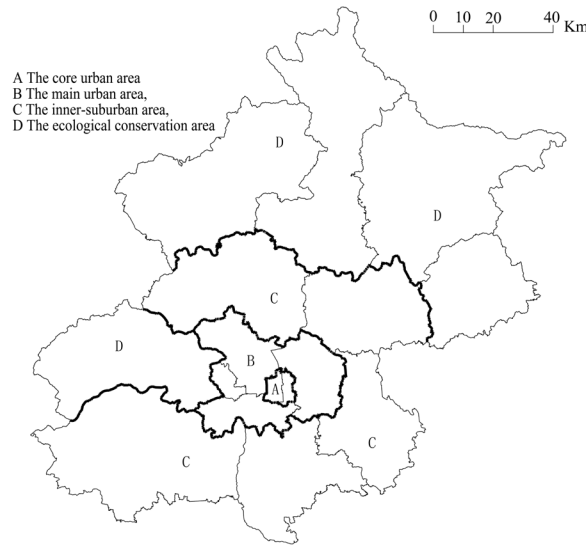 0 10 20 40
Km
A The core urban area
B The main urban area,
C The inner-suburban area,
D The ecological conservation area
D
D
C
D
B
A
C
C